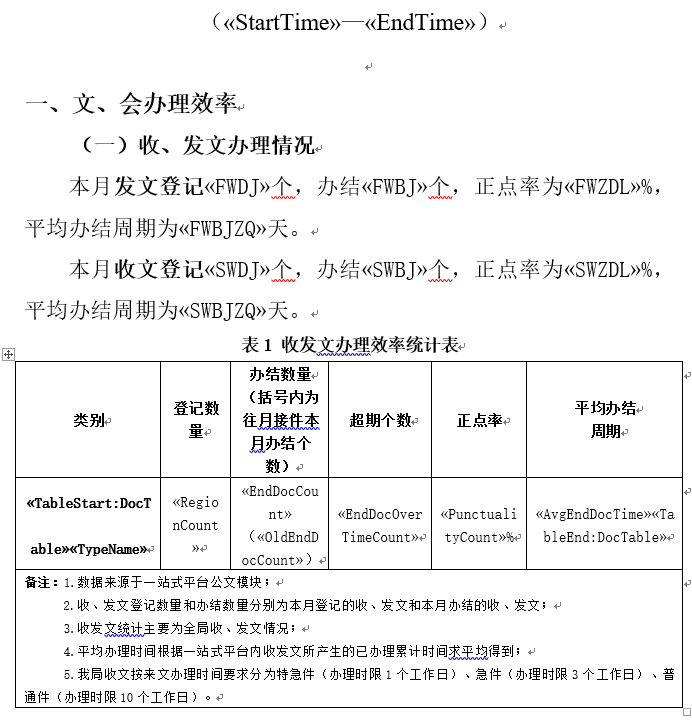 （«StartTime»—«EndTime»）
一、文、会办理效率
（一）收、发文办理情况
本月发文登记«FWDJ»个，办结«FWBJ»个，正点率为«FWZDL»%，
平均办结周期为«FWBJZQ»天。
本月收文登记«SWDJ»个，办结«SWBJ»个，正点率为«SWZDL»%，
平均办结周期为«SWBJZQ»天。
表 1 收发文办理效率统计表
类别
登记数
量
办结数量
（括号内为
往月接件本
月办结个
数）
超期个数
正点率
平均办结
周期
«TableStart:DocT
able»«TypeName»
«Regio
nCount
»
«EndDocCou
nt»
（«OldEndD
ocCount»）
«EndDocOver
TimeCount»
«Punctuali
tyCount»%
«AvgEndDocTime»«Ta
bleEnd:DocTable»
备注：1.数据来源于一站式平台公文模块；
2.收、发文登记数量和办结数量分别为本月登记的收、发文和本月办结的收、发文；
3.收发文统计主要为全局收、发文情况；
4.平均办理时间根据一站式平台内收发文所产生的已办理累计时间求平均得到；
5.我局收文按来文办理时间要求分为特急件（办理时限 1 个工作日）、急件（办理时限 3 个工作日）、普
通件（办理时限 10 个工作日）。